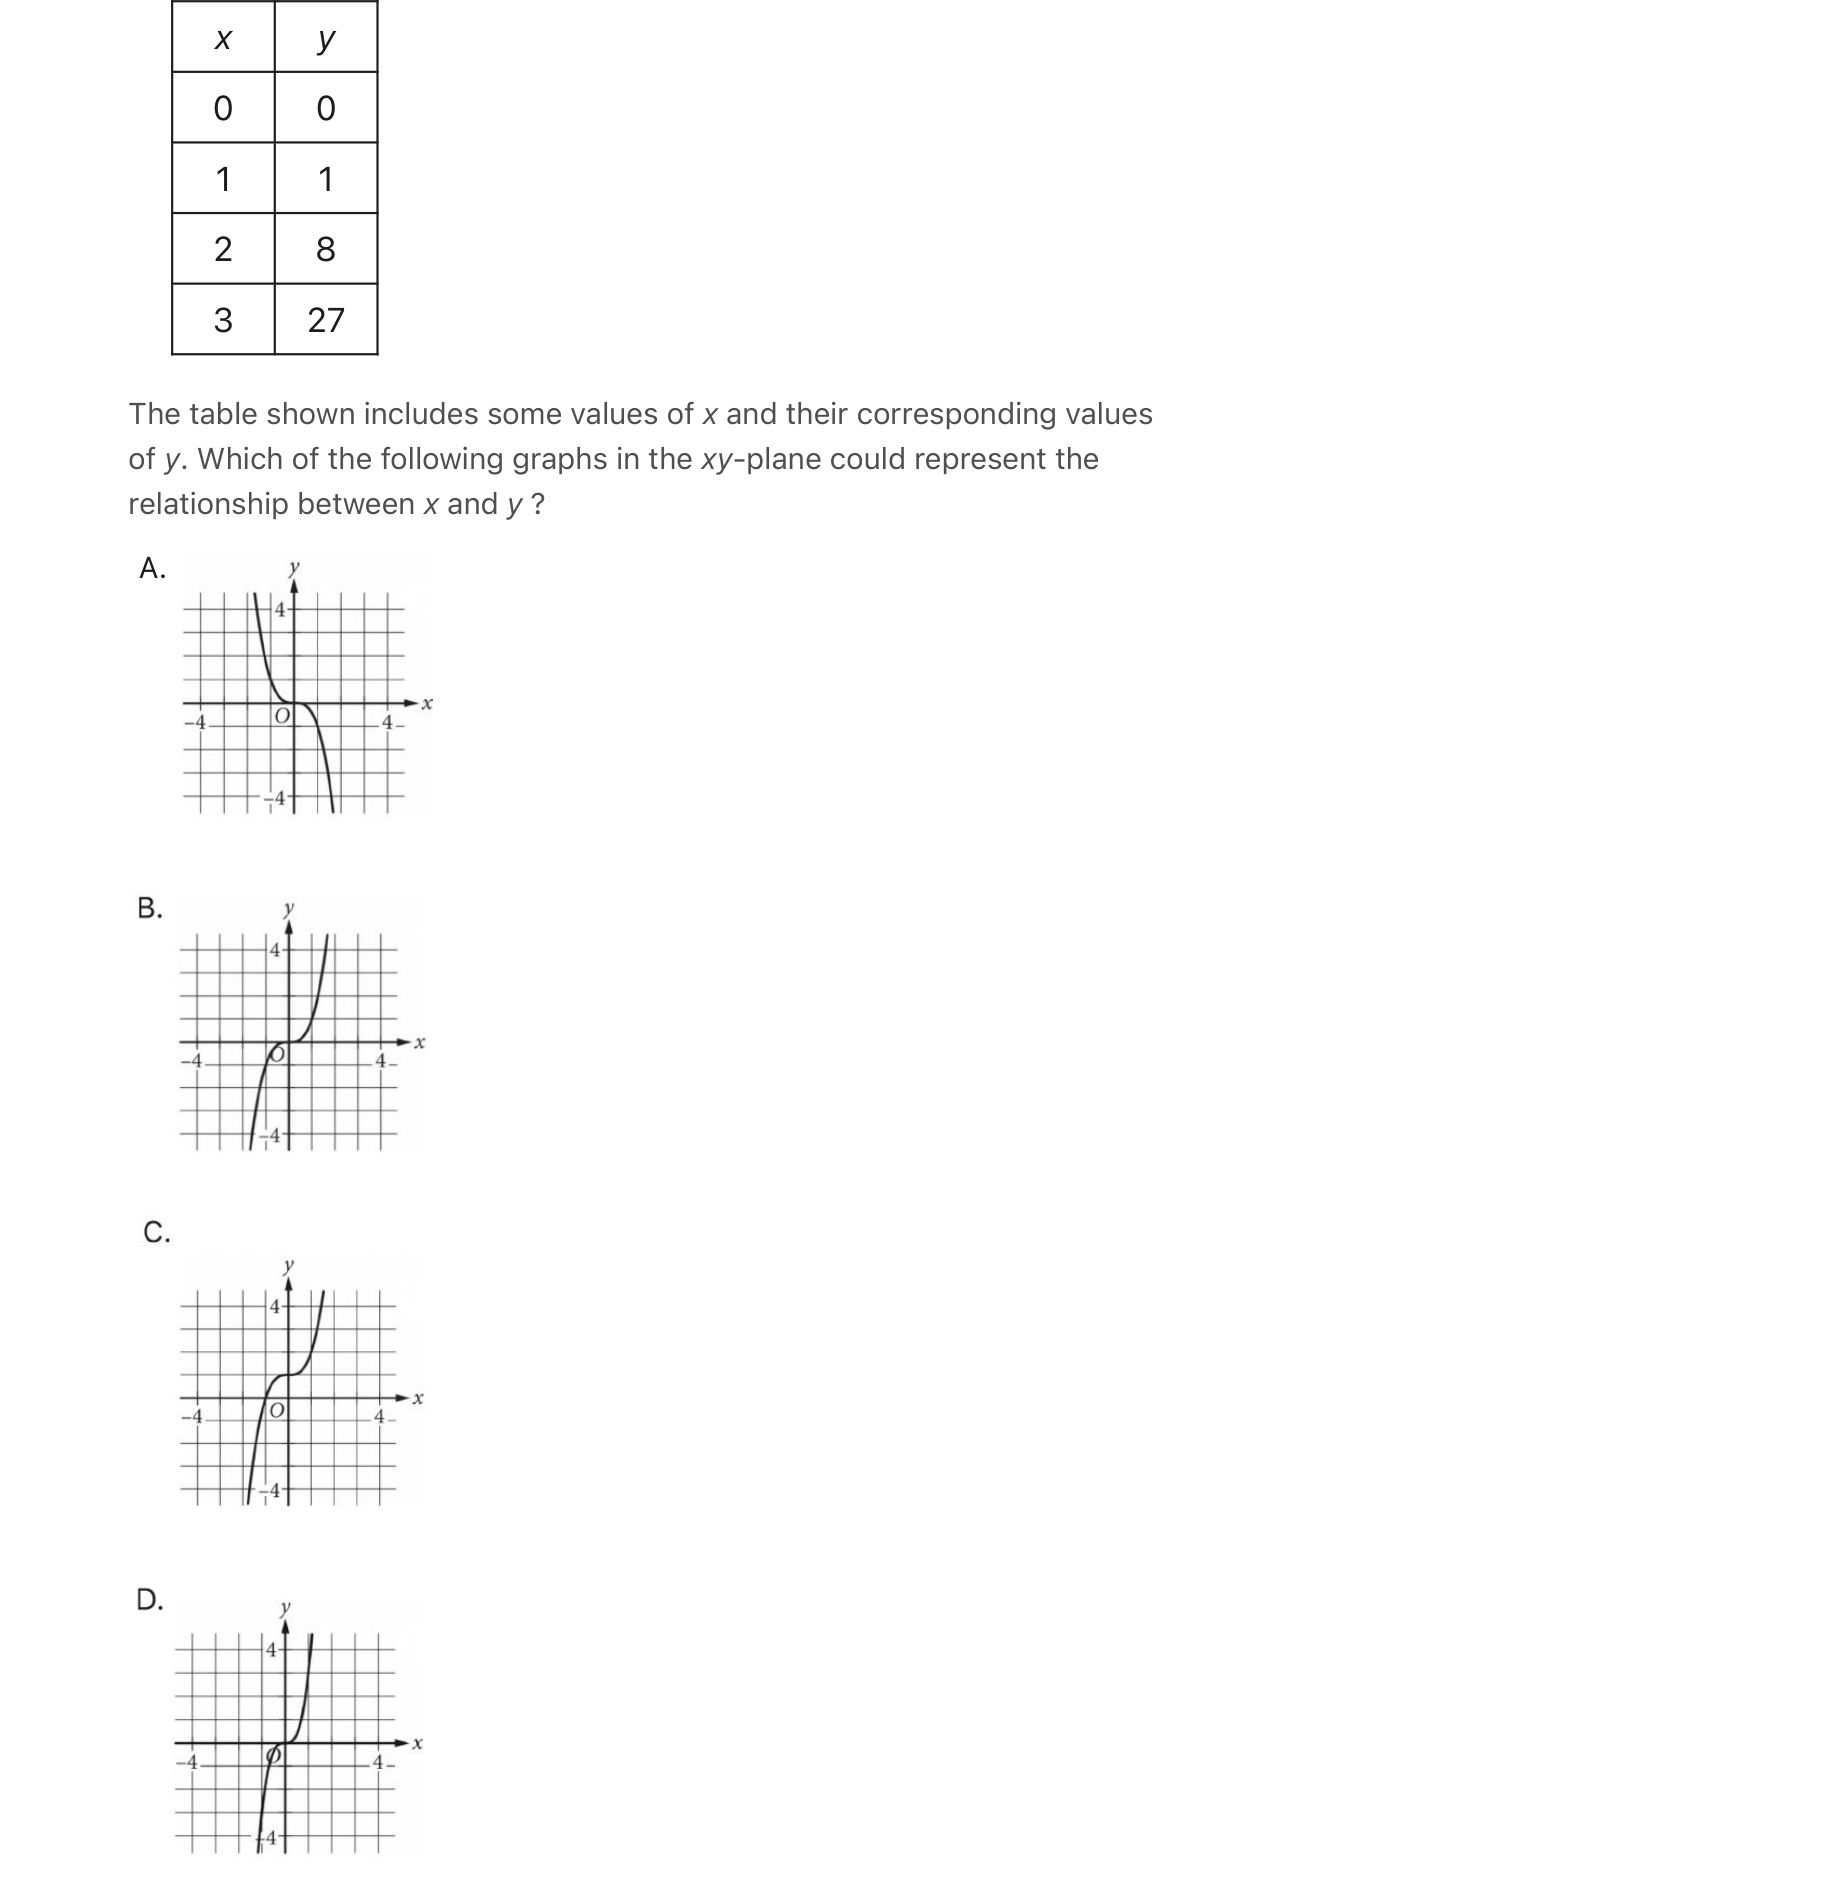 x y
0 0
1 1
2 8
3 27
The table shown includes some values of x and their corresponding values
of y. Which of the following graphs in the xy-plane could represent the
relationship between x and y ?
A.
y
4
x
-4 O 4
-4
B.
y
4
x
-4 O 4
-4
C.
y
4
x
-4 O 4
-4
D.
y
4
x
-4 O 4
-4